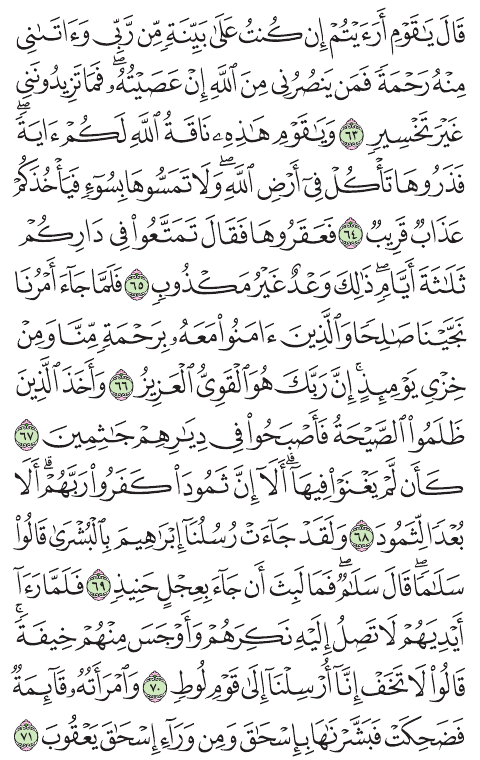 قَالَ يَٰقَوْمِ أَرَءَيْتُمْ إِن كُنتُ عَلَىٰ بَيِّنَةٍ مِّن رَّبِّى وَءَاتَىٰنِى
مِنْهُ رَحْمَةً فَمَن يَنصُرُنِى مِنَ ٱللَّهِ إِنْ عَصَيْتُهُۥۖ فَمَا تَزِيدُونَنِى
غَيْرَ تَخْسِيرٍ ٦٣ وَيَٰقَوْمِ هَٰذِهِۦ نَاقَةُ ٱللَّهِ لَكُمْ ءَايَةًۖ
فَذَرُوهَا تَأْكُلْ فِىٓ أَرْضِ ٱللَّهِۖ وَلَا تَمَسُّوهَا بِسُوٓءٍ فَيَأْخُذَكُمْ
عَذَابٌ قَرِيبٌ ٦٤ فَعَقَرُوهَا فَقَالَ تَمَتَّعُوا۟ فِى دَارِكُمْ
ثَلَٰثَةَ أَيَّامٍۖ ذَٰلِكَ وَعْدٌ غَيْرُ مَكْذُوبٍ ٦٥ فَلَمَّا جَآءَ أَمْرُنَا
نَجَّيْنَا صَٰلِحًا وَٱلَّذِينَ ءَامَنُوا۟ مَعَهُۥ بِرَحْمَةٍ مِّنَّا وَمِنْ
خِزْىِ يَوْمِئِذٍۗ إِنَّ رَبَّكَ هُوَ ٱلْقَوِىُّ ٱلْعَزِيزُ ٦٦ وَأَخَذَ ٱلَّذِينَ
ظَلَمُوا۟ ٱلصَّيْحَةُ فَأَصْبَحُوا۟ فِى دِيَٰرِهِمْ جَٰثِمِينَ ٦٧
كَأَن لَّمْ يَغْنَوْا۟ فِيهَآۗ أَلَآ إِنَّ ثَمُودَا۟ كَفَرُوا۟ رَبَّهُمْۗ أَلَا
بُعْدًا لِّثَمُودَ ٦٨ وَلَقَدْ جَآءَتْ رُسُلُنَآ إِبْرَٰهِيمَ بِٱلْبُشْرَىٰ قَالُوا۟
سَلَٰمًاۖ قَالَ سَلَٰمٌۖ فَمَا لَبِثَ أَن جَآءَ بِعِجْلٍ حَنِيذٍ ٦٩ فَلَمَّا رَءَآ
أَيْدِيَهُمْ لَا تَصِلُ إِلَيْهِ نَكِرَهُمْ وَأَوْجَسَ مِنْهُمْ خِيفَةًۚ
قَالُوا۟ لَا تَخَفْ إِنَّآ أُرْسِلْنَآ إِلَىٰ قَوْمِ لُوطٍ ٧٠ وَٱمْرَأَتُهُۥ قَآئِمَةٌ
فَضَحِكَتْ فَبَشَّرْنَٰهَا بِإِسْحَٰقَ وَمِن وَرَآءِ إِسْحَٰقَ يَعْقُوبَ ٧١